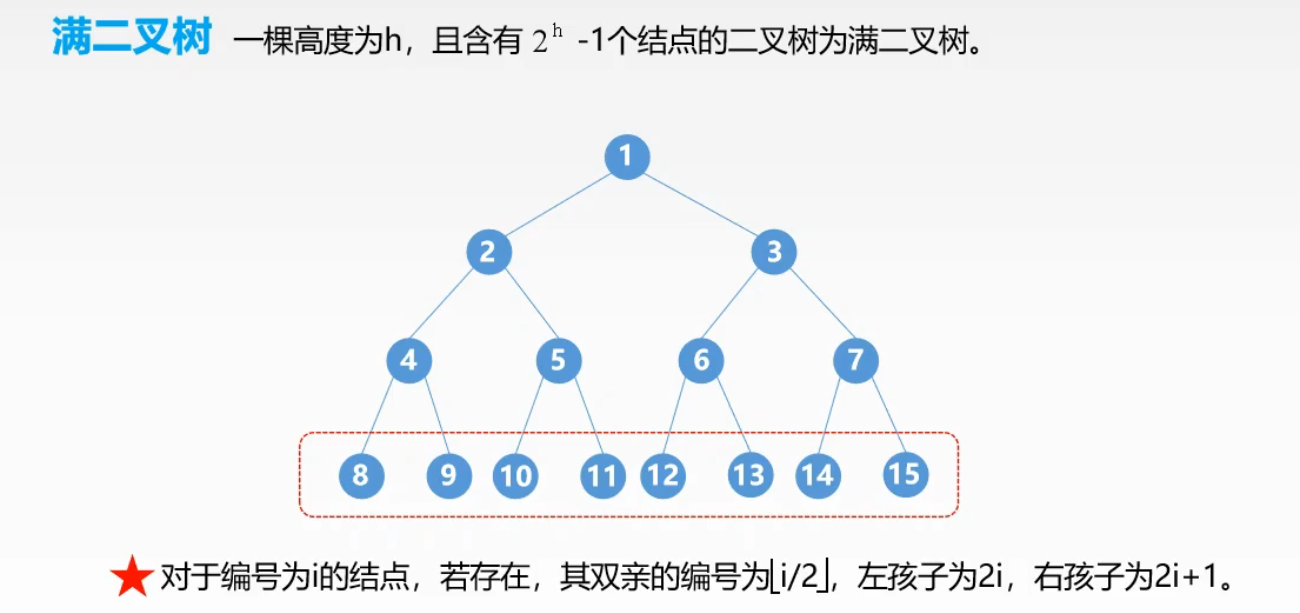 满二叉树 一棵高度为h，且含有 2^h -1个结点的二叉树为满二叉树。
1
2 3
4 5 6 7
8 9 10 11 12 13 14 15
★对于编号为i的结点，若存在，其双亲的编号为⌊i/2⌋，左孩子为2i，右孩子为2i+1。